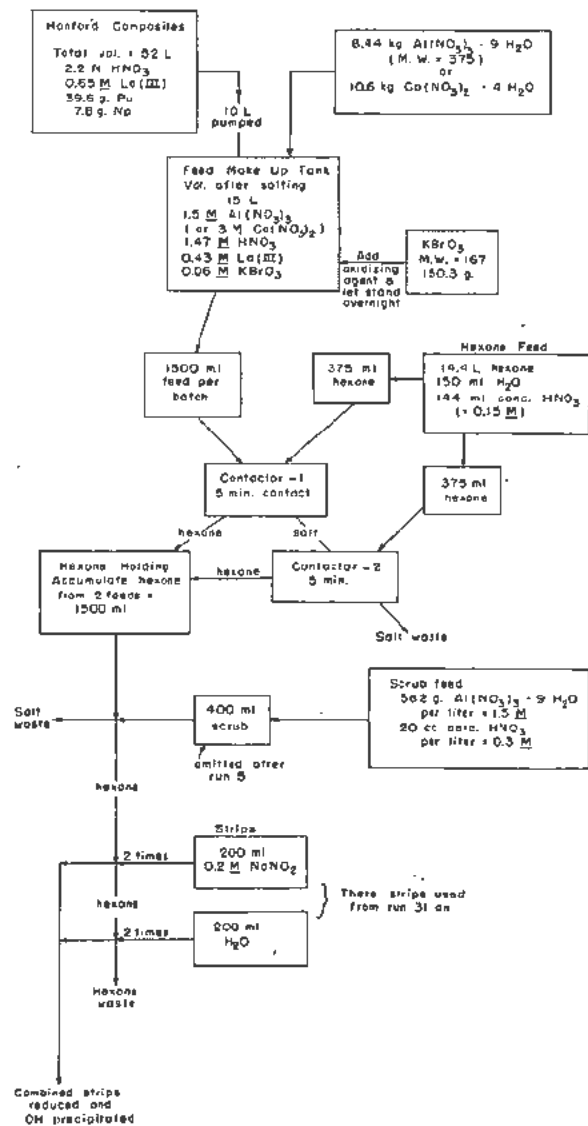 Hanford Composites
Total vol. = 52 L
2.2 N HNO3
0.65 M La(III)
39.6 g. Pu
7.8 g. Np
8.44 kg Al(NO3)3 - 9 H2O
(M.W. = 375)
or
10.6 kg Ca(NO3)2 - 4 H2O
10 L
pumped
Feed Make Up Tank
Vol. after salting
15 L
1.5 M Al(NO3)3
(or 3 M Ca(NO3)2)
1.47 M HNO3
0.43 M La(III)
0.06 M KBrO3
Add
oxidizing
agent &
let stand
overnight
KBrO3
M.W. = 167
150.3 g.
1500 ml
feed per
batch
375 ml
hexone
Hexone Feed
14.4 L hexone
150 ml H2O
144 ml conc. HNO3
(= 0.15 M)
Contactor -1
5 min. contact
375 ml
hexone
hexone
salt
Hexone Holding
Accumulate hexone
from 2 feeds =
1500 ml
hexone
Contactor -2
5 min.
Salt waste
Salt
waste
400 ml
scrub
Scrub feed
562 g. Al(NO3)3 - 9 H2O
per liter = 1.5 M
20 cc conc. HNO3
per liter = 0.3 M
omitted after
run 5
hexone
Strips
2 times
200 ml
0.2 M NaNO2
hexone
These strips used
from run 31 on
2 times
200 ml
H2O
Hexone
waste
Combined strips
reduced and
OH precipitated